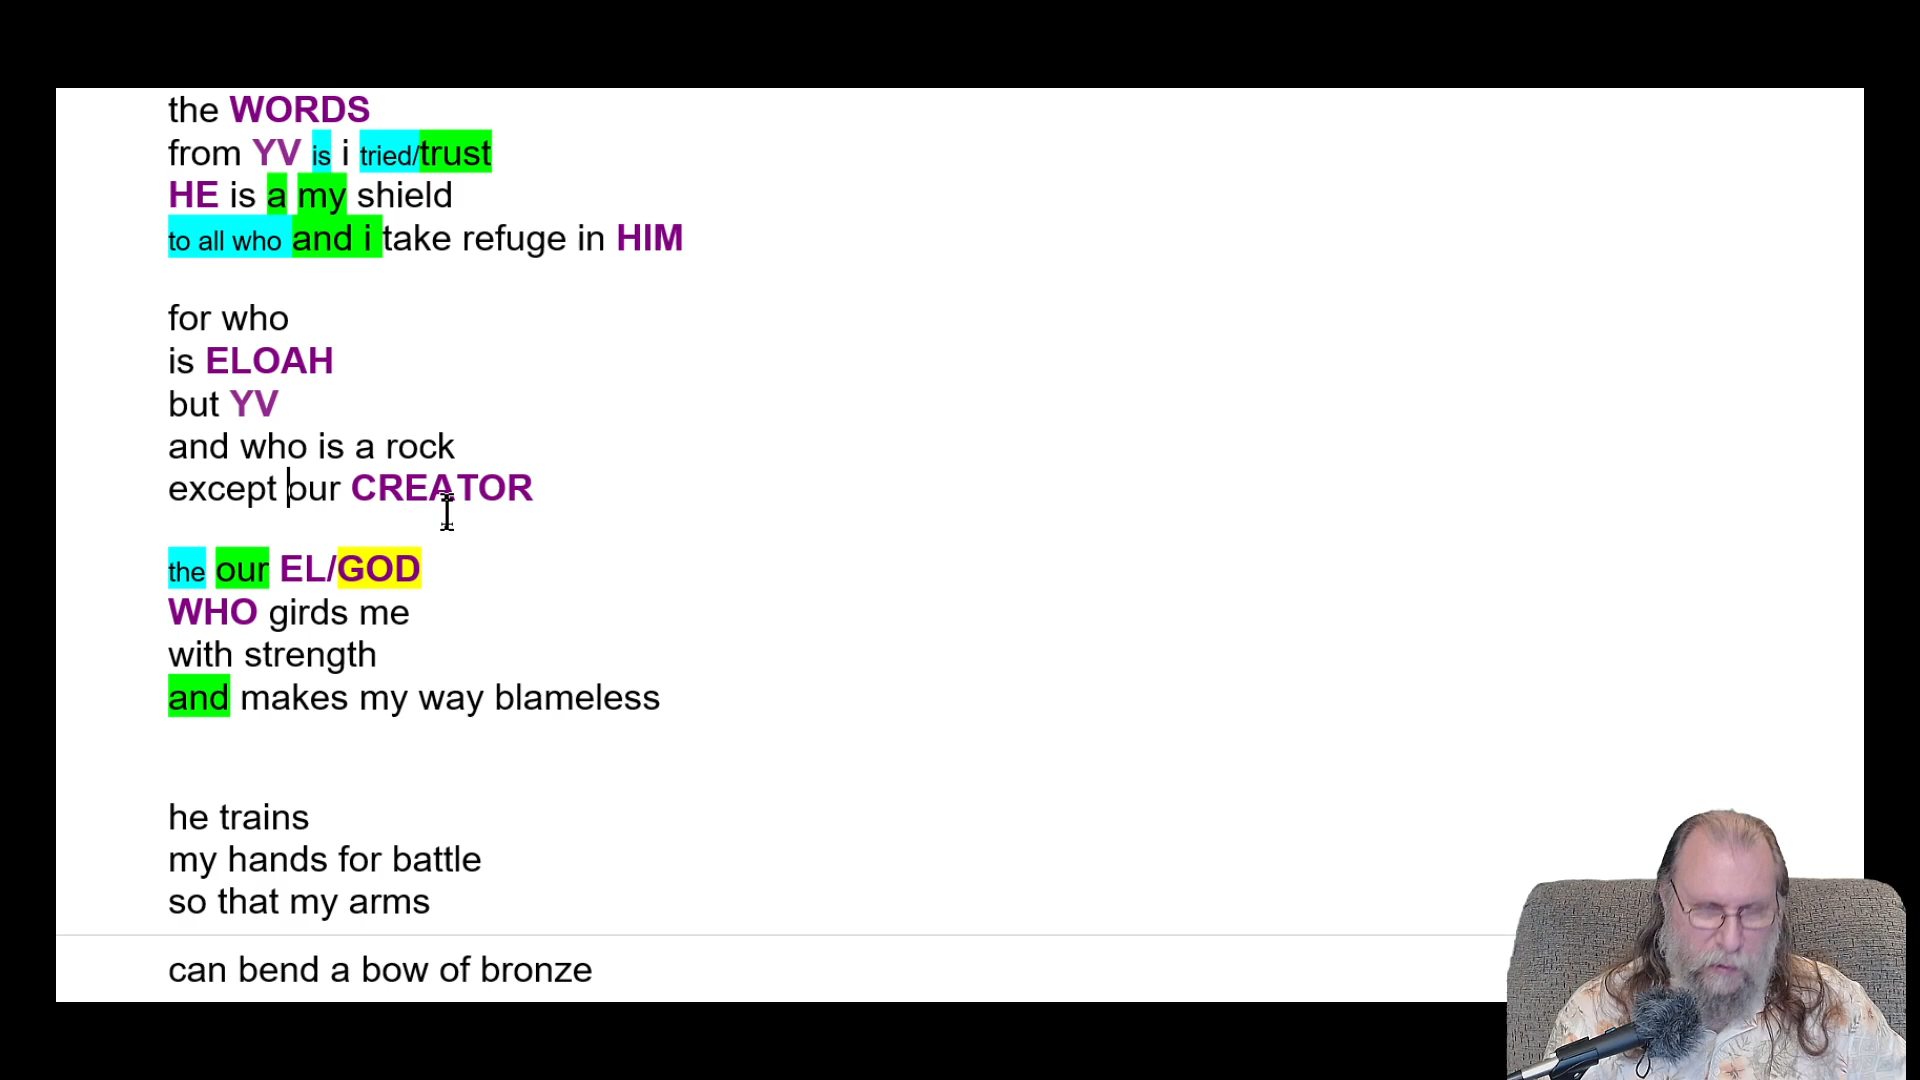 the WORDS
from YV is i tried/trust
HE is a my shield
to all who and i take refuge in HIM
for who
is ELOAH
but YV
and who is a rock
except our CREATOR
the our EL/GOD
WHO girds me
with strength
and makes my way blameless
he trains
my hands for battle
so that my arms
can bend a bow of bronze